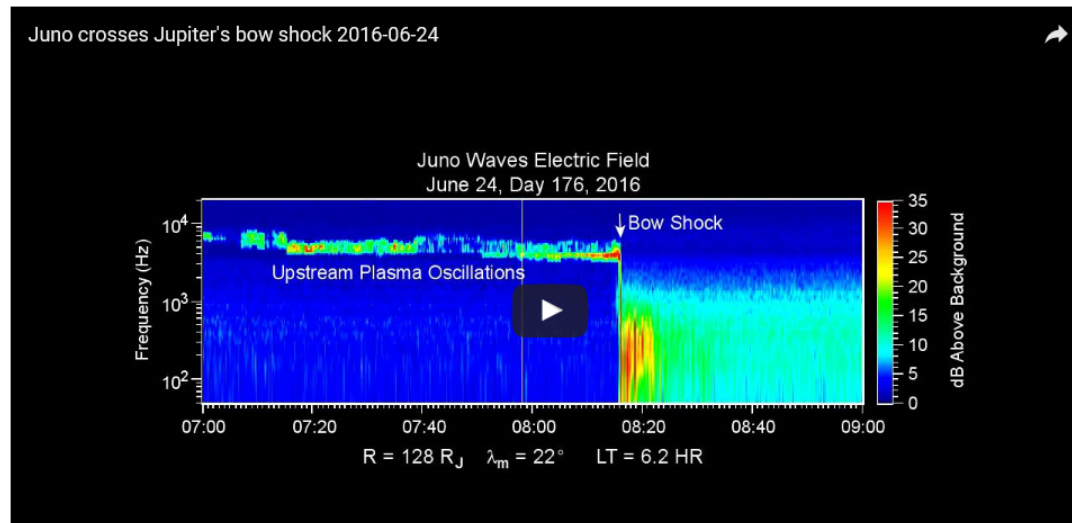 Juno crosses Jupiter's bow shock 2016-06-24
Juno Waves Electric Field
June 24, Day 176, 2016
Frequency (Hz)
10⁴
10³
10²
Bow Shock
Upstream Plasma Oscillations
35
30
25
20
15
10
5
0
dB Above Background
07:00 07:20 07:40 08:00 08:20 08:40 09:00
R = 128 R_J λ_m = 22° LT = 6.2 HR